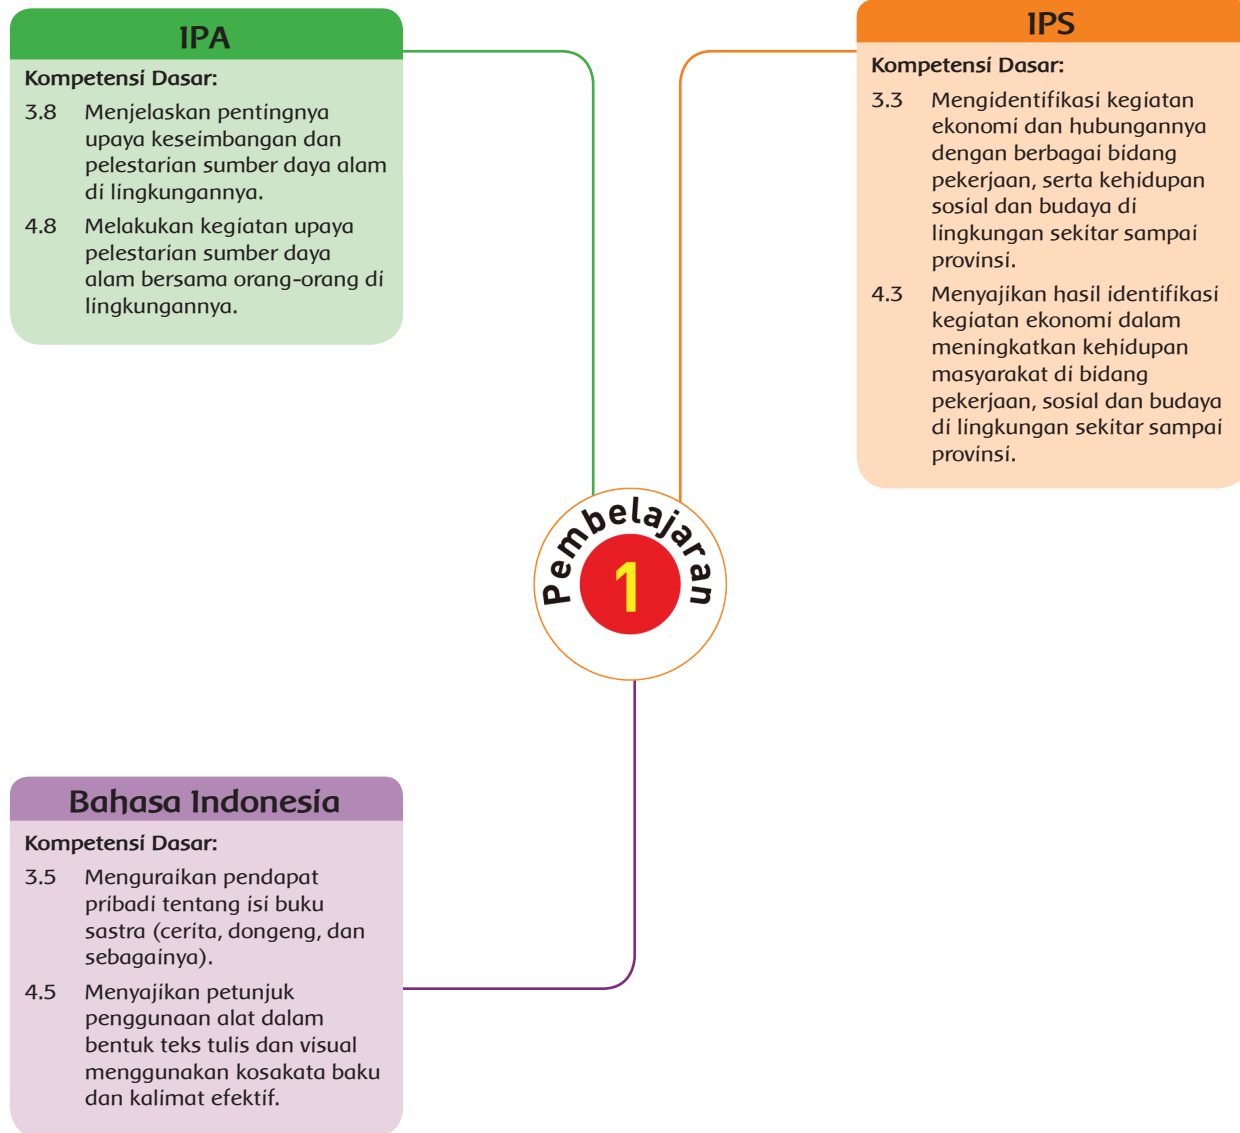 IPA
Kompetensi Dasar:
3.8 Menjelaskan pentingnya
upaya keseimbangan dan
pelestarian sumber daya alam
di lingkungannya.
4.8 Melakukan kegiatan upaya
pelestarian sumber daya
alam bersama orang-orang di
lingkungannya.
IPS
Kompetensi Dasar:
3.3 Mengidentifikasi kegiatan
ekonomi dan hubungannya
dengan berbagai bidang
pekerjaan, serta kehidupan
sosial dan budaya di
lingkungan sekitar sampai
provinsi.
4.3 Menyajikan hasil identifikasi
kegiatan ekonomi dalam
meningkatkan kehidupan
masyarakat di bidang
pekerjaan, sosial dan budaya
di lingkungan sekitar sampai
provinsi.
Pembelajaran
1
Bahasa Indonesia
Kompetensi Dasar:
3.5 Menguraikan pendapat
pribadi tentang isi buku
sastra (cerita, dongeng, dan
sebagainya).
4.5 Menyajikan petunjuk
penggunaan alat dalam
bentuk teks tulis dan visual
menggunakan kosakata baku
dan kalimat efektif.